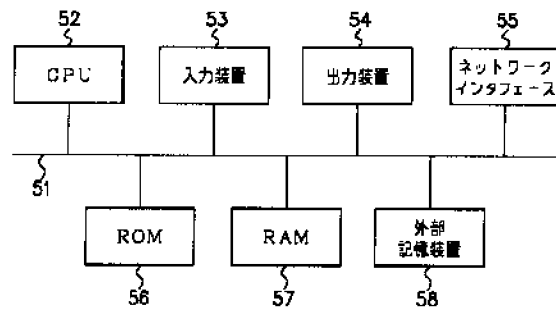 52
53
54
55
CPU
入力装置
出力装置
ネットワーク
インタフェース
51
ROM
RAM
外部
記憶装置
56
57
58